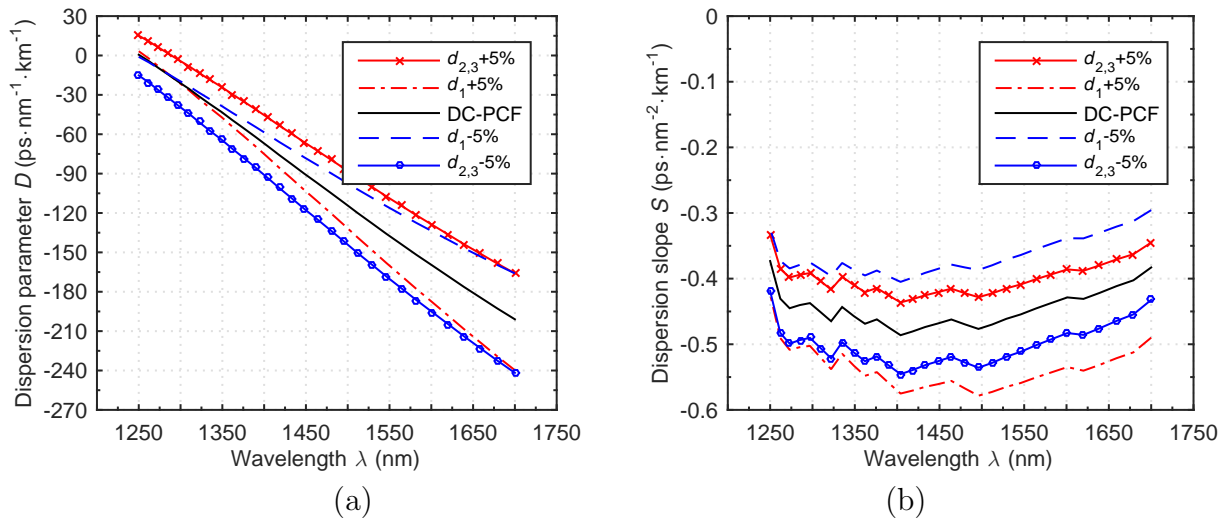 30
0
-30
-60
-90
-120
-150
-180
-210
-240
-270
1250
1350
1450
1550
1650
1750
Dispersion parameter D (ps·nm⁻¹·km⁻¹)
Wavelength λ (nm)
d₂,₃+5%
d₁+5%
DC-PCF
d₁-5%
d₂,₃-5%
(a)
0
-0.1
-0.2
-0.3
-0.4
-0.5
-0.6
1250
1350
1450
1550
1650
1750
Dispersion slope S (ps·nm⁻²·km⁻¹)
Wavelength λ (nm)
d₂,₃+5%
d₁+5%
DC-PCF
d₁-5%
d₂,₃-5%
(b)